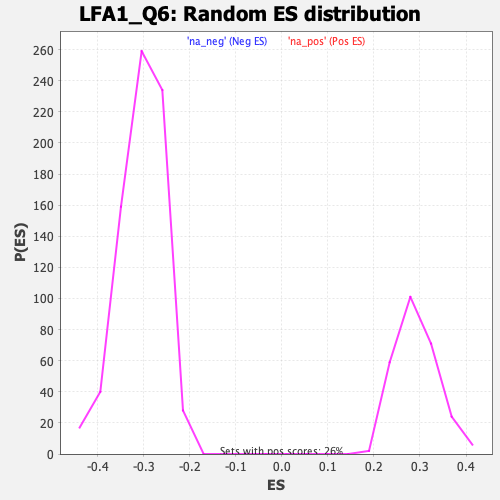 LFA1_Q6: Random ES distribution
'na_neg' (Neg ES) 'na_pos' (Pos ES)
260
240
220
200
180
160
140
120
100
80
60
40
20
0
P(ES)
Sets with pos scores: 26%
-0.4 -0.3 -0.2 -0.1 0.0 0.1 0.2 0.3 0.4
ES